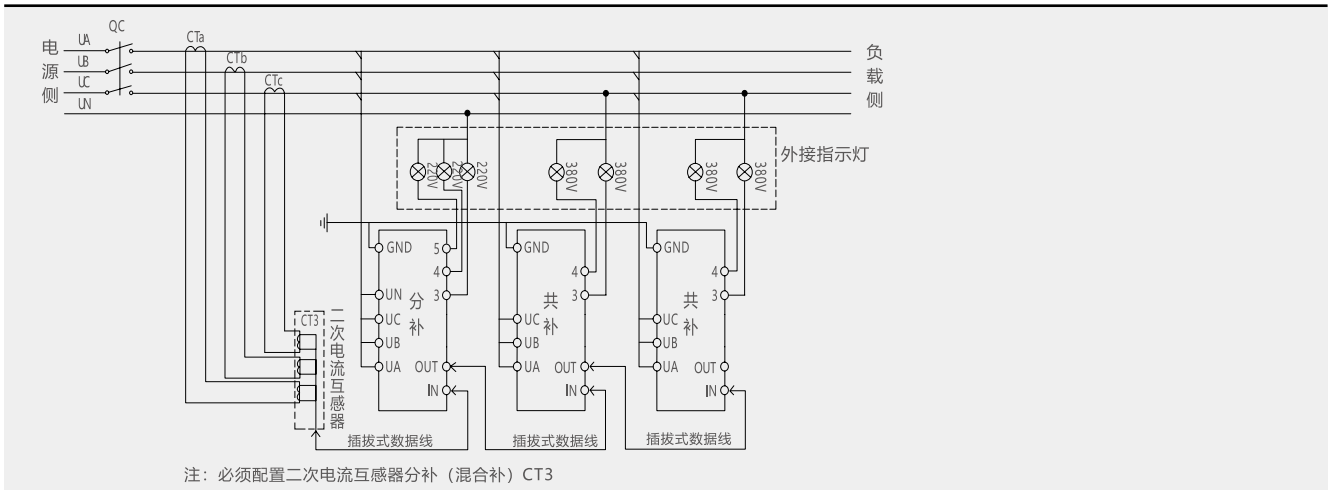 QC
电源侧
UA
UB
UC
UN
CTa
CTb
CTc
负载侧
220V
220V
220V
380V
380V
380V
380V
外接指示灯
GND
5
4
3
UN
UC
UB
UA
OUT
IN
分补
GND
4
3
UC
UB
UA
OUT
IN
共补
GND
4
3
UC
UB
UA
OUT
IN
共补
CT3
二次电流互感器
插拔式数据线
插拔式数据线
插拔式数据线
注：必须配置二次电流互感器分补（混合补）CT3